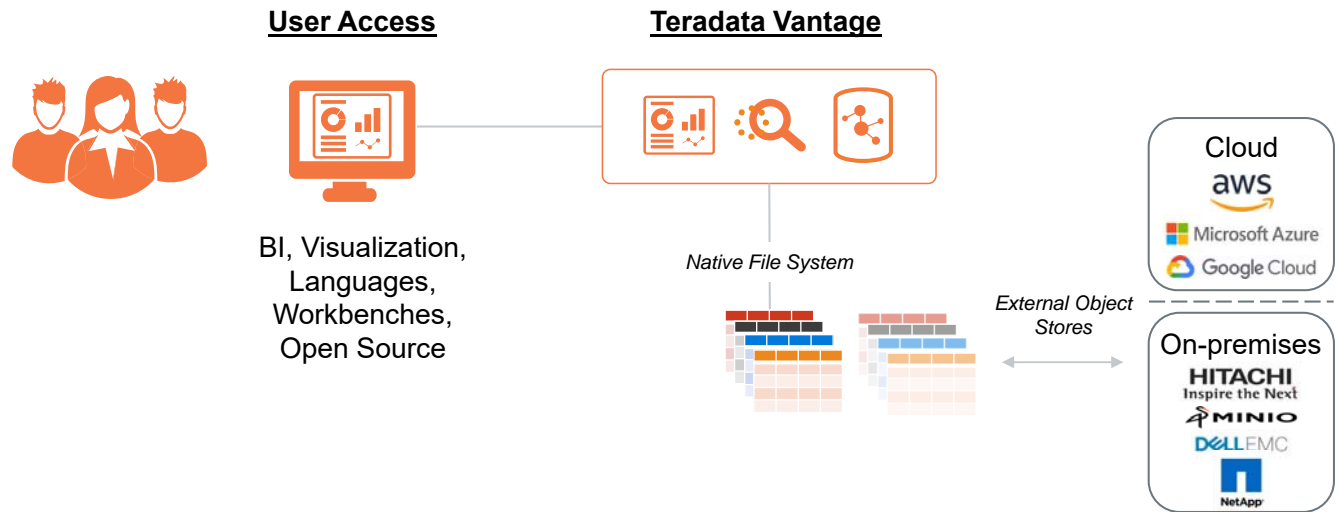 User Access
Teradata Vantage
BI, Visualization,
Languages,
Workbenches,
Open Source
Native File System
External Object
Stores
Cloud
aws
Microsoft Azure
Google Cloud
On-premises
HITACHI
Inspire the Next
MINIO
DELLEMC
NetApp